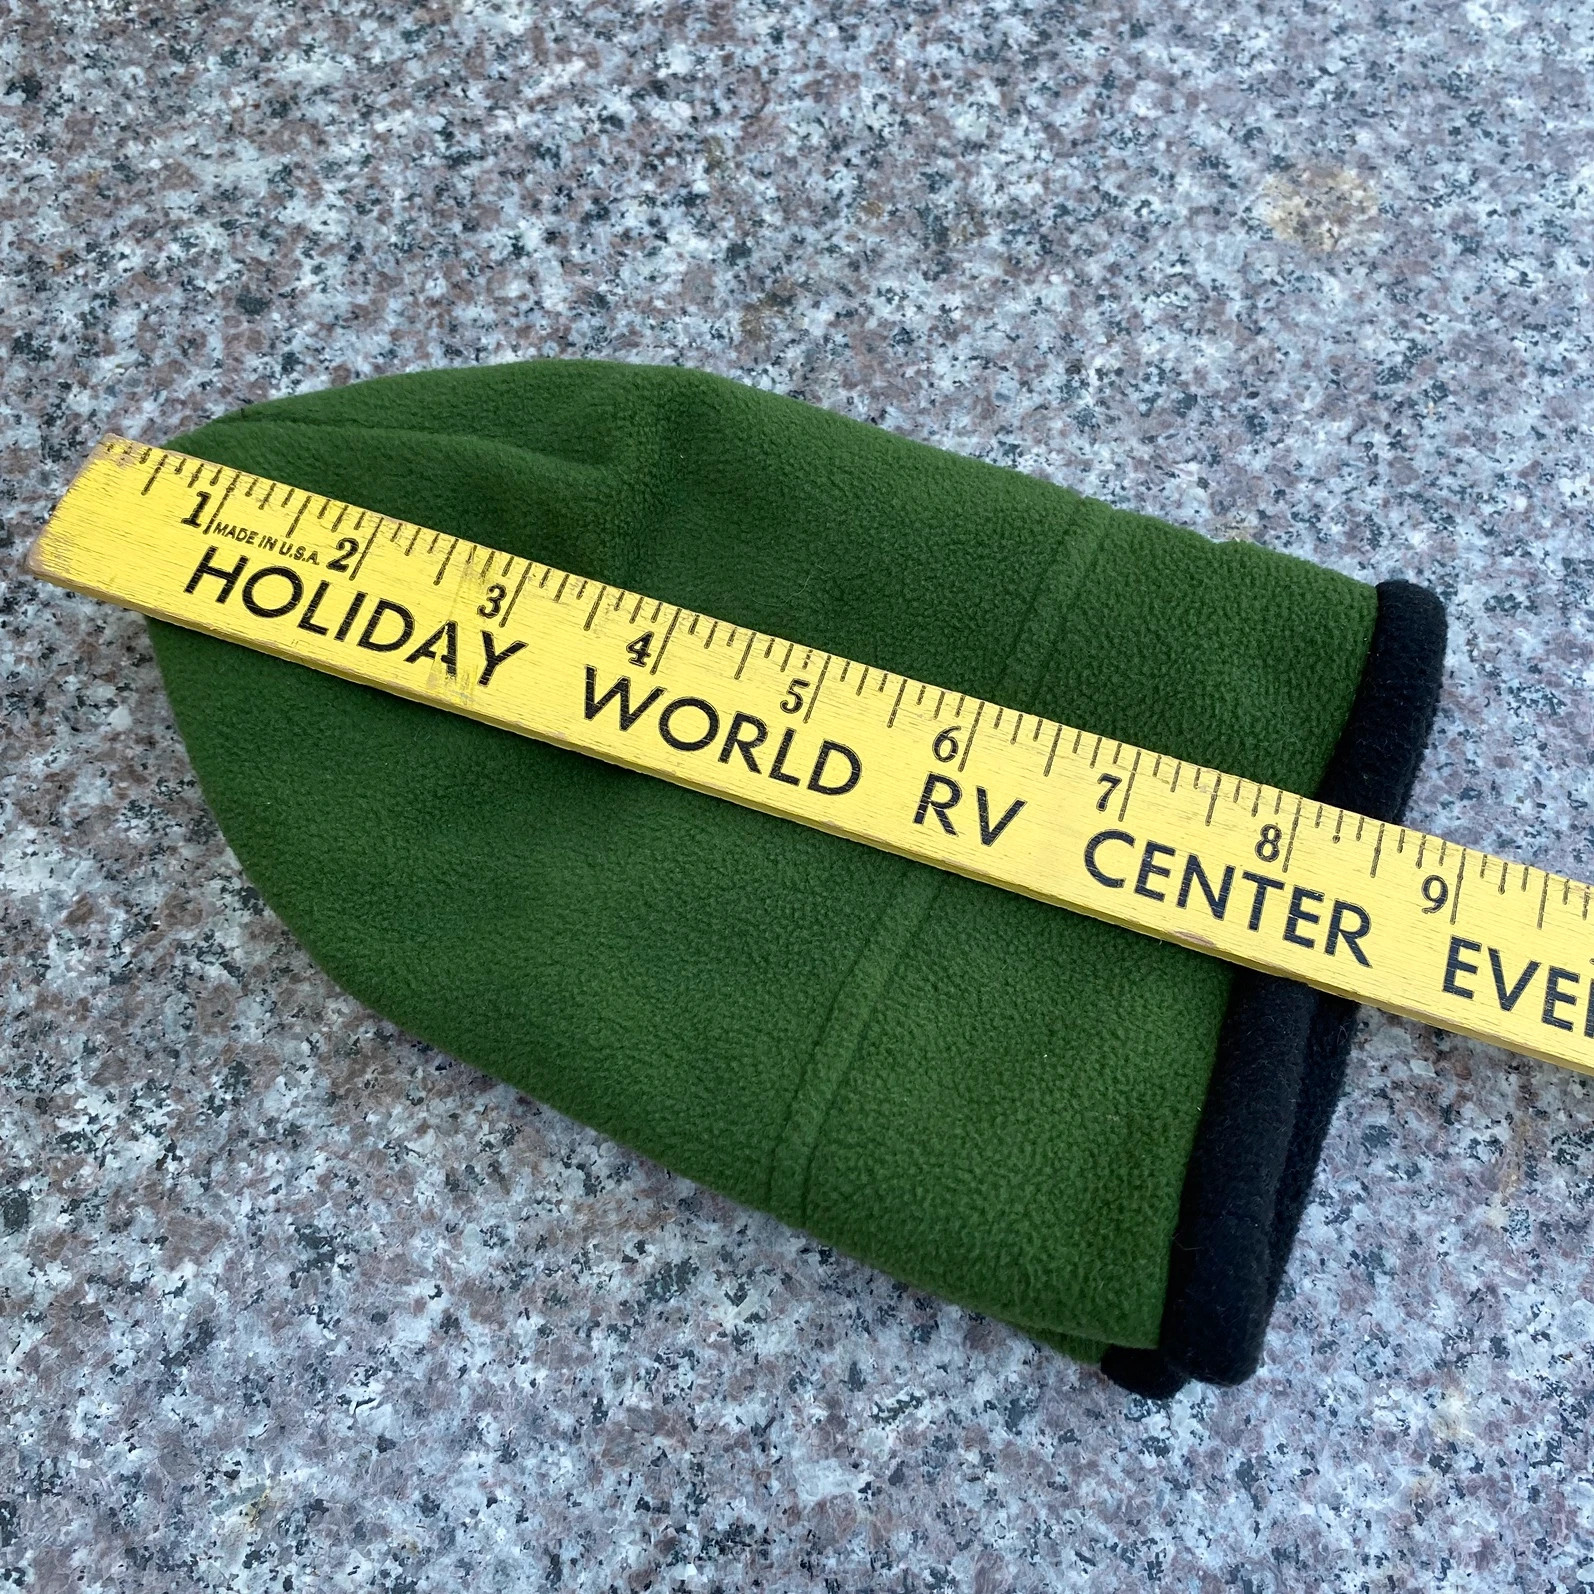 1 2 3 4 5 6 7 8 9
MADE IN U.S.A.
HOLIDAY WORLD RV CENTER